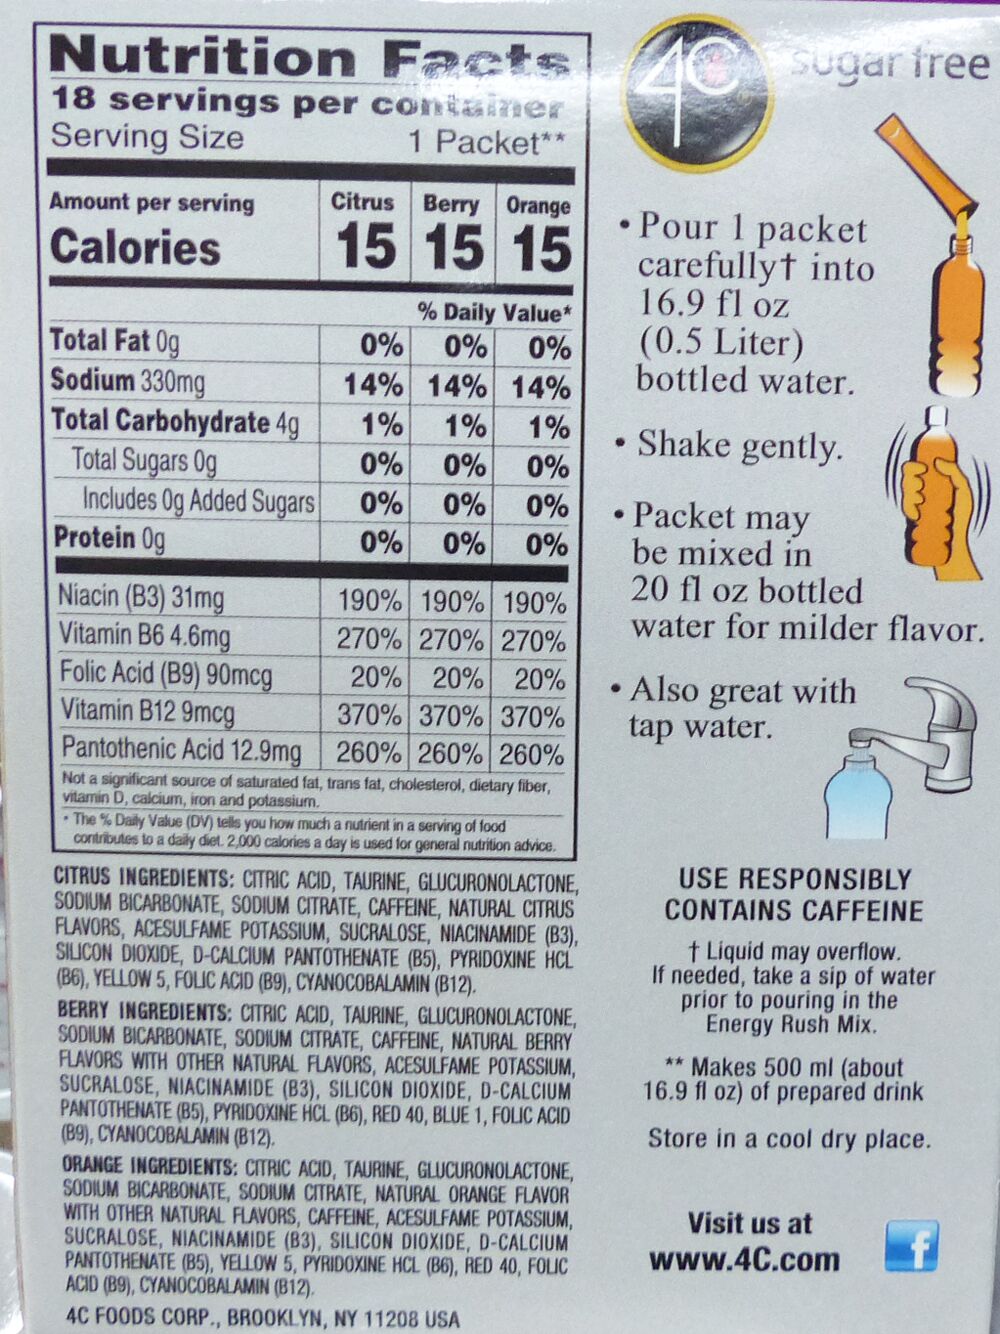 Nutrition Facts
18 servings per container
Serving Size 1 Packet**
Amount per serving Citrus Berry Orange
Calories 15 15 15
% Daily Value*
Total Fat 0g 0% 0% 0%
Sodium 330mg 14% 14% 14%
Total Carbohydrate 4g 1% 1% 1%
Total Sugars 0g 0% 0% 0%
Includes 0g Added Sugars 0% 0% 0%
Protein 0g 0% 0% 0%
Niacin (B3) 31mg 190% 190% 190%
Vitamin B6 4.6mg 270% 270% 270%
Folic Acid (B9) 90mcg 20% 20% 20%
Vitamin B12 9mcg 370% 370% 370%
Pantothenic Acid 12.9mg 260% 260% 260%
Not a significant source of saturated fat, trans fat, cholesterol, dietary fiber,
vitamin D, calcium, iron and potassium.
* The % Daily Value (DV) tells you how much a nutrient in a serving of food
contributes to a daily diet. 2,000 calories a day is used for general nutrition advice.
CITRUS INGREDIENTS: CITRIC ACID, TAURINE, GLUCURONOLACTONE,
SODIUM BICARBONATE, SODIUM CITRATE, CAFFEINE, NATURAL CITRUS
FLAVORS, ACESULFAME POTASSIUM, SUCRALOSE, NIACINAMIDE (B3),
SILICON DIOXIDE, D-CALCIUM PANTOTHENATE (B5), PYRIDOXINE HCL
(B6), YELLOW 5, FOLIC ACID (B9), CYANOCOBALAMIN (B12).
BERRY INGREDIENTS: CITRIC ACID, TAURINE, GLUCURONOLACTONE,
SODIUM BICARBONATE, SODIUM CITRATE, CAFFEINE, NATURAL BERRY
FLAVORS WITH OTHER NATURAL FLAVORS, ACESULFAME POTASSIUM,
SUCRALOSE, NIACINAMIDE (B3), SILICON DIOXIDE, D-CALCIUM
PANTOTHENATE (B5), PYRIDOXINE HCL (B6), RED 40, BLUE 1, FOLIC ACID
(B9), CYANOCOBALAMIN (B12).
ORANGE INGREDIENTS: CITRIC ACID, TAURINE, GLUCURONOLACTONE,
SODIUM BICARBONATE, SODIUM CITRATE, NATURAL ORANGE FLAVOR
WITH OTHER NATURAL FLAVORS, CAFFEINE, ACESULFAME POTASSIUM,
SUCRALOSE, NIACINAMIDE (B3), SILICON DIOXIDE, D-CALCIUM
PANTOTHENATE (B5), YELLOW 5, PYRIDOXINE HCL (B6), RED 40, FOLIC
ACID (B9), CYANOCOBALAMIN (B12).
4C FOODS CORP., BROOKLYN, NY 11208 USA
4C sugar free
• Pour 1 packet
carefully† into
16.9 fl oz
(0.5 Liter)
bottled water.
• Shake gently.
• Packet may
be mixed in
20 fl oz bottled
water for milder flavor.
• Also great with
tap water.
USE RESPONSIBLY
CONTAINS CAFFEINE
† Liquid may overflow.
If needed, take a sip of water
prior to pouring in the
Energy Rush Mix.
** Makes 500 ml (about
16.9 fl oz) of prepared drink
Store in a cool dry place.
Visit us at
www.4C.com
f